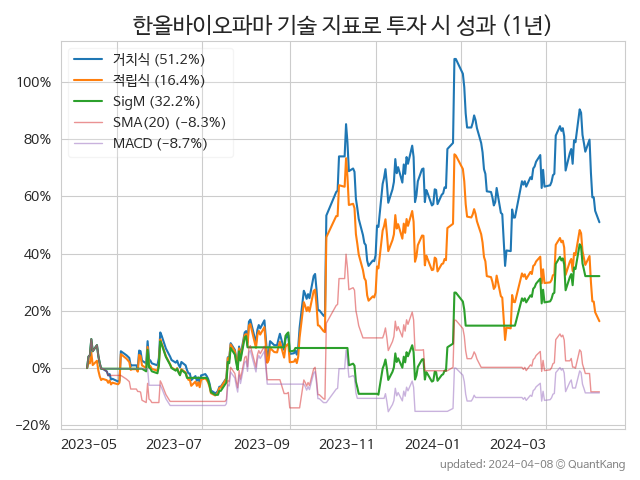 한올바이오파마 기술 지표로 투자 시 성과 (1년)
거치식 (51.2%)
적립식 (16.4%)
SigM (32.2%)
SMA(20) (−8.3%)
MACD (−8.7%)
100%
80%
60%
40%
20%
0%
−20%
2023-05 2023-07 2023-09 2023-11 2024-01 2024-03
updated: 2024-04-08 © QuantKang